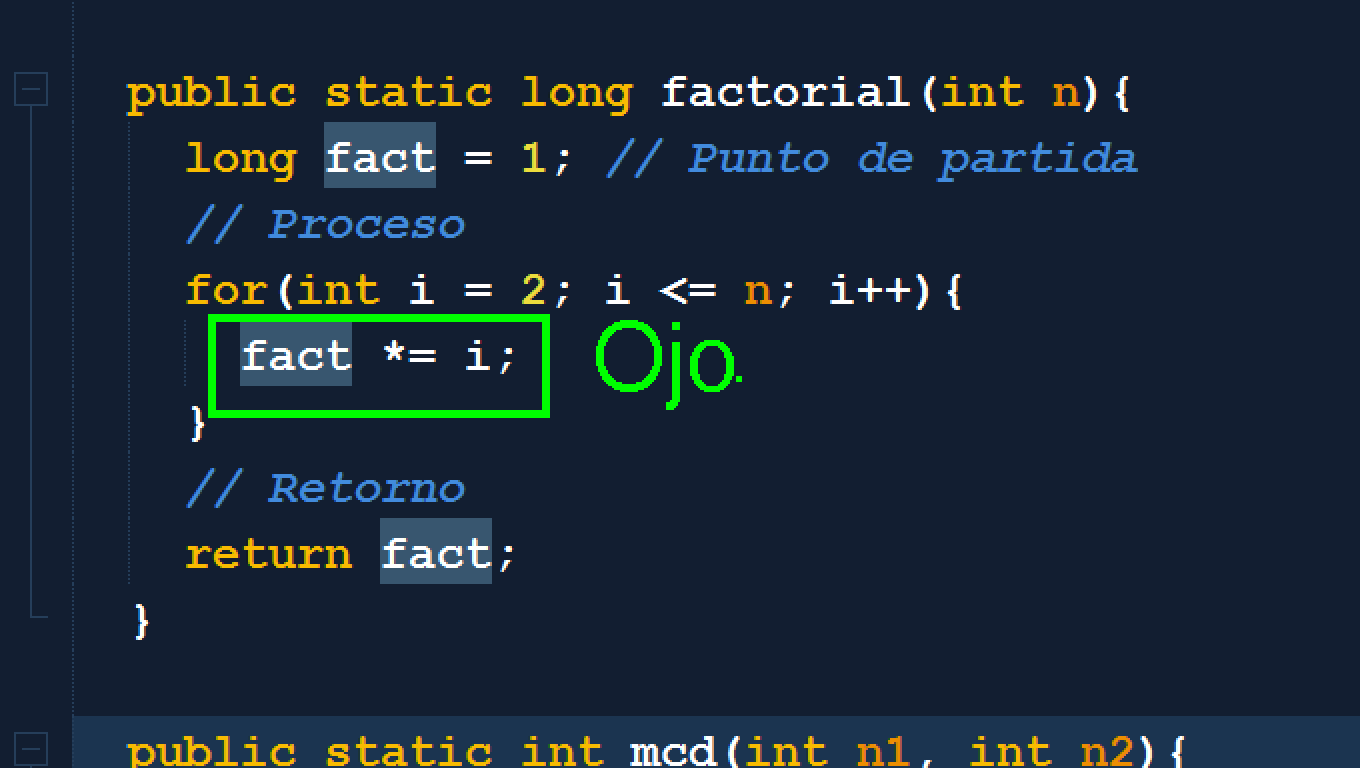 public static long factorial(int n){
long fact = 1; // Punto de partida
// Proceso
for(int i = 2; i <= n; i++){
fact *= i; Ojo.
}
// Retorno
return fact;
}
public static int mcd(int n1, int n2){